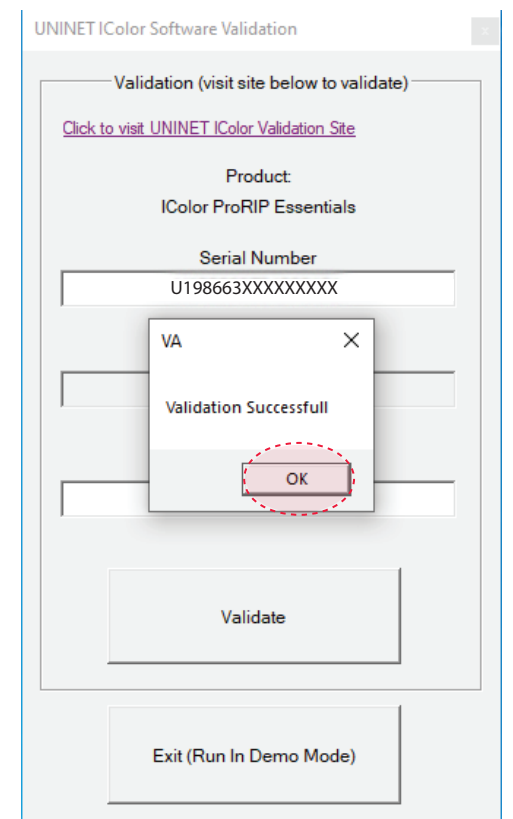 UNINET IColor Software Validation
x
Validation (visit site below to validate)
Click to visit UNINET IColor Validation Site
Product:
IColor ProRIP Essentials
Serial Number
U198663XXXXXXXXX
VA
Validation Successfull
OK
Validate
Exit (Run In Demo Mode)